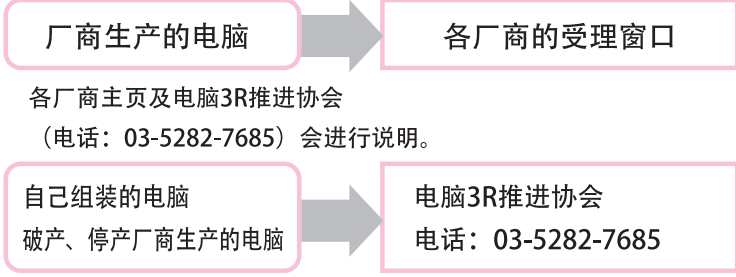 厂商生产的电脑
各厂商的受理窗口
各厂商主页及电脑3R推进协会
（电话：03-5282-7685）会进行说明。
自己组装的电脑
破产、停产厂商生产的电脑
电脑3R推进协会
电话：03-5282-7685